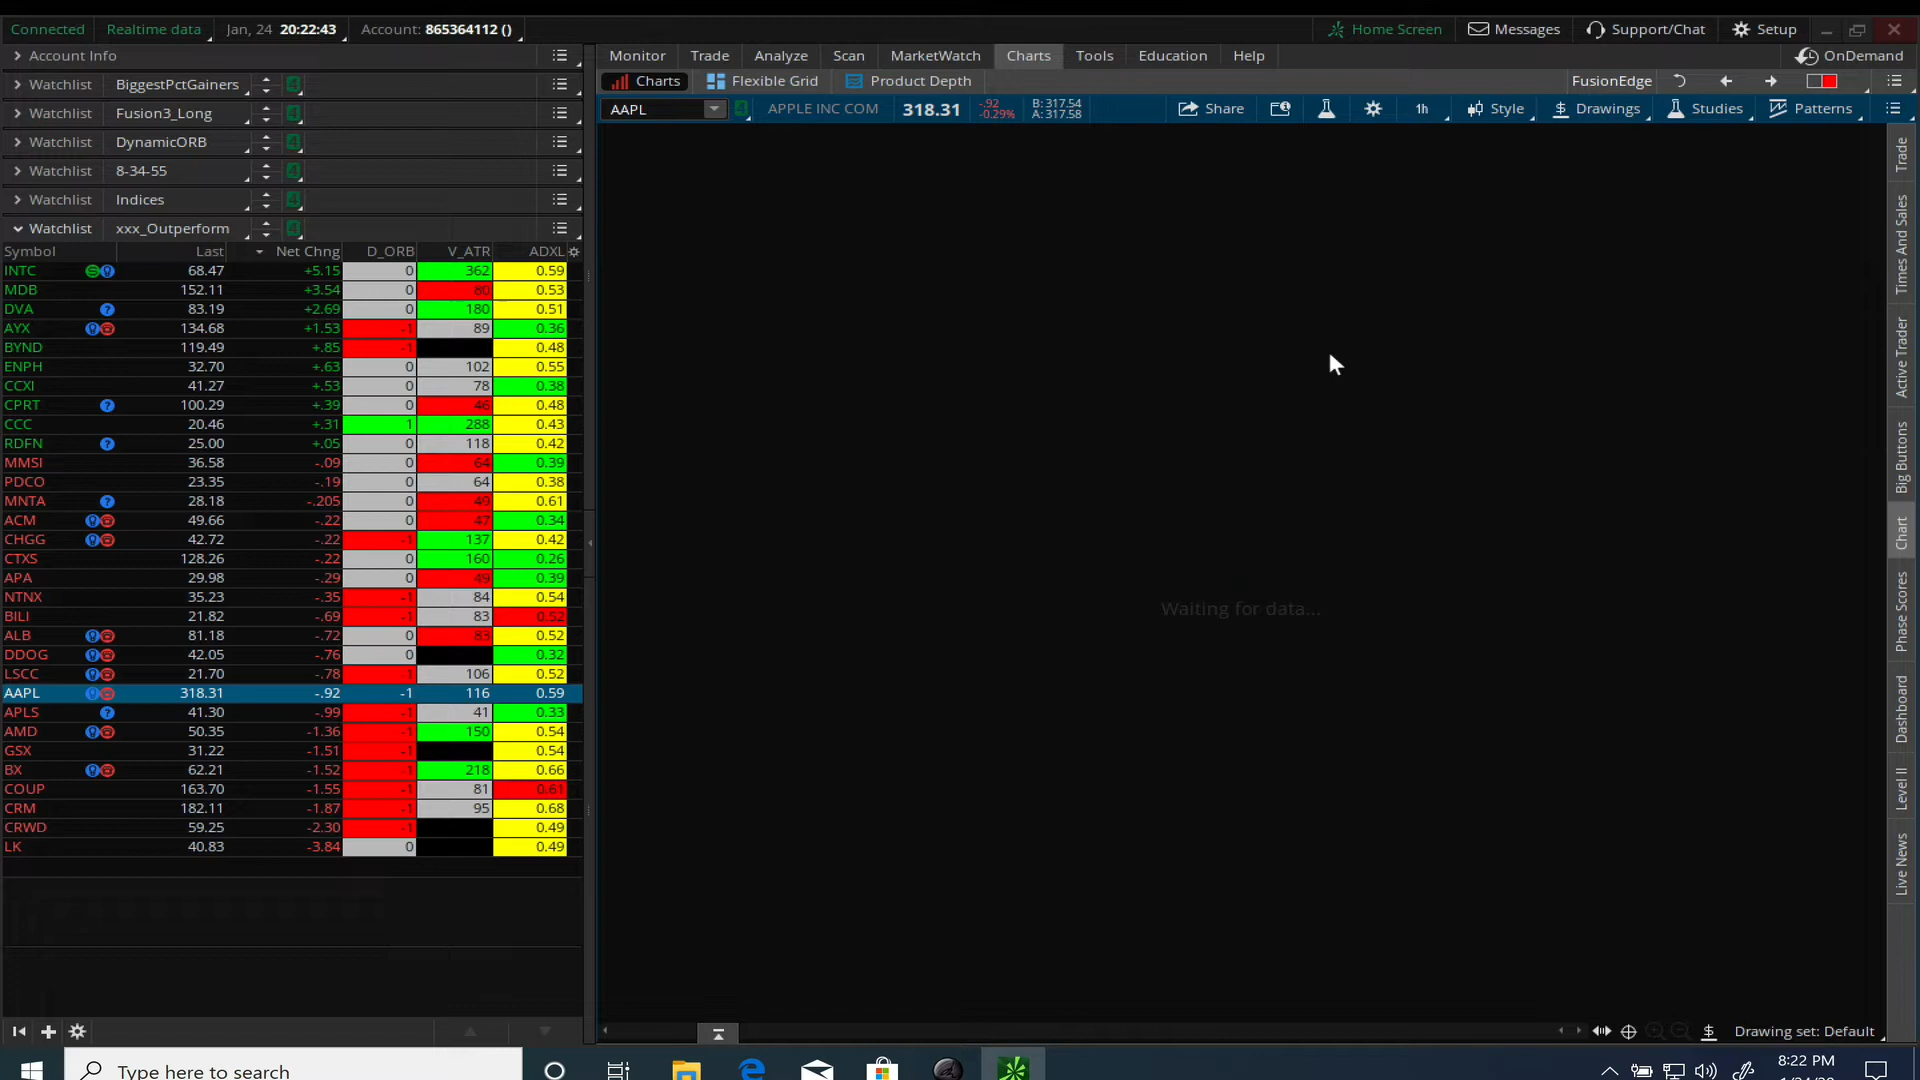 Connected Realtime data Jan, 24 20:22:43 Account: 865364112 () Home Screen Messages Support/Chat Setup
Account Info Monitor Trade Analyze Scan MarketWatch Charts Tools Education Help OnDemand
Watchlist BiggestPctGainers 4 Charts Flexible Grid Product Depth FusionEdge
Watchlist Fusion3_Long 4 AAPL 4 APPLE INC COM 318.31 -.92 -0.29% B: 317.54 A: 317.58 Share 1h Style Drawings Studies Patterns
Watchlist DynamicORB 4
Watchlist 8-34-55 4
Watchlist Indices 4
Watchlist xxx_Outperform 4
Symbol Last Net Chng D_ORB V_ATR ADXL
INTC 68.47 +5.15 0 362 0.59
MDB 152.11 +3.54 0 80 0.53
DVA ? 83.19 +2.69 0 180 0.51
AYX 134.68 +1.53 -1 89 0.36
BYND 119.49 +.85 -1 0.48
ENPH 32.70 +.63 0 102 0.55
CCXI 41.27 +.53 0 78 0.38
CPRT ? 100.29 +.39 0 46 0.48
CCC 20.46 +.31 1 288 0.43
RDFN ? 25.00 +.05 0 118 0.42
MMSI 36.58 -.09 0 64 0.39
PDCO 23.35 -.19 0 64 0.38
MNTA ? 28.18 -.205 0 49 0.61
ACM 49.66 -.22 0 47 0.34
CHGG 42.72 -.22 -1 137 0.42
CTXS 128.26 -.22 0 160 0.26
APA 29.98 -.29 0 49 0.39
NTNX 35.23 -.35 -1 84 0.54
BILI 21.82 -.69 -1 83 0.52
ALB 81.18 -.72 0 83 0.52
DDOG 42.05 -.76 0 0.32
LSCC 21.70 -.78 -1 106 0.52
AAPL 318.31 -.92 -1 116 0.59
APLS ? 41.30 -.99 -1 41 0.33
AMD 50.35 -1.36 -1 150 0.54
GSX 31.22 -1.51 -1 0.54
BX 62.21 -1.52 -1 218 0.66
COUP 163.70 -1.55 -1 81 0.61
CRM 182.11 -1.87 -1 95 0.68
CRWD 59.25 -2.30 -1 0.49
LK 40.83 -3.84 0 0.49
Waiting for data...
Trade
Times And Sales
Active Trader
Big Buttons
Chart
Phase Scores
Dashboard
Level II
Live News
Drawing set: Default
Type here to search 8:22 PM